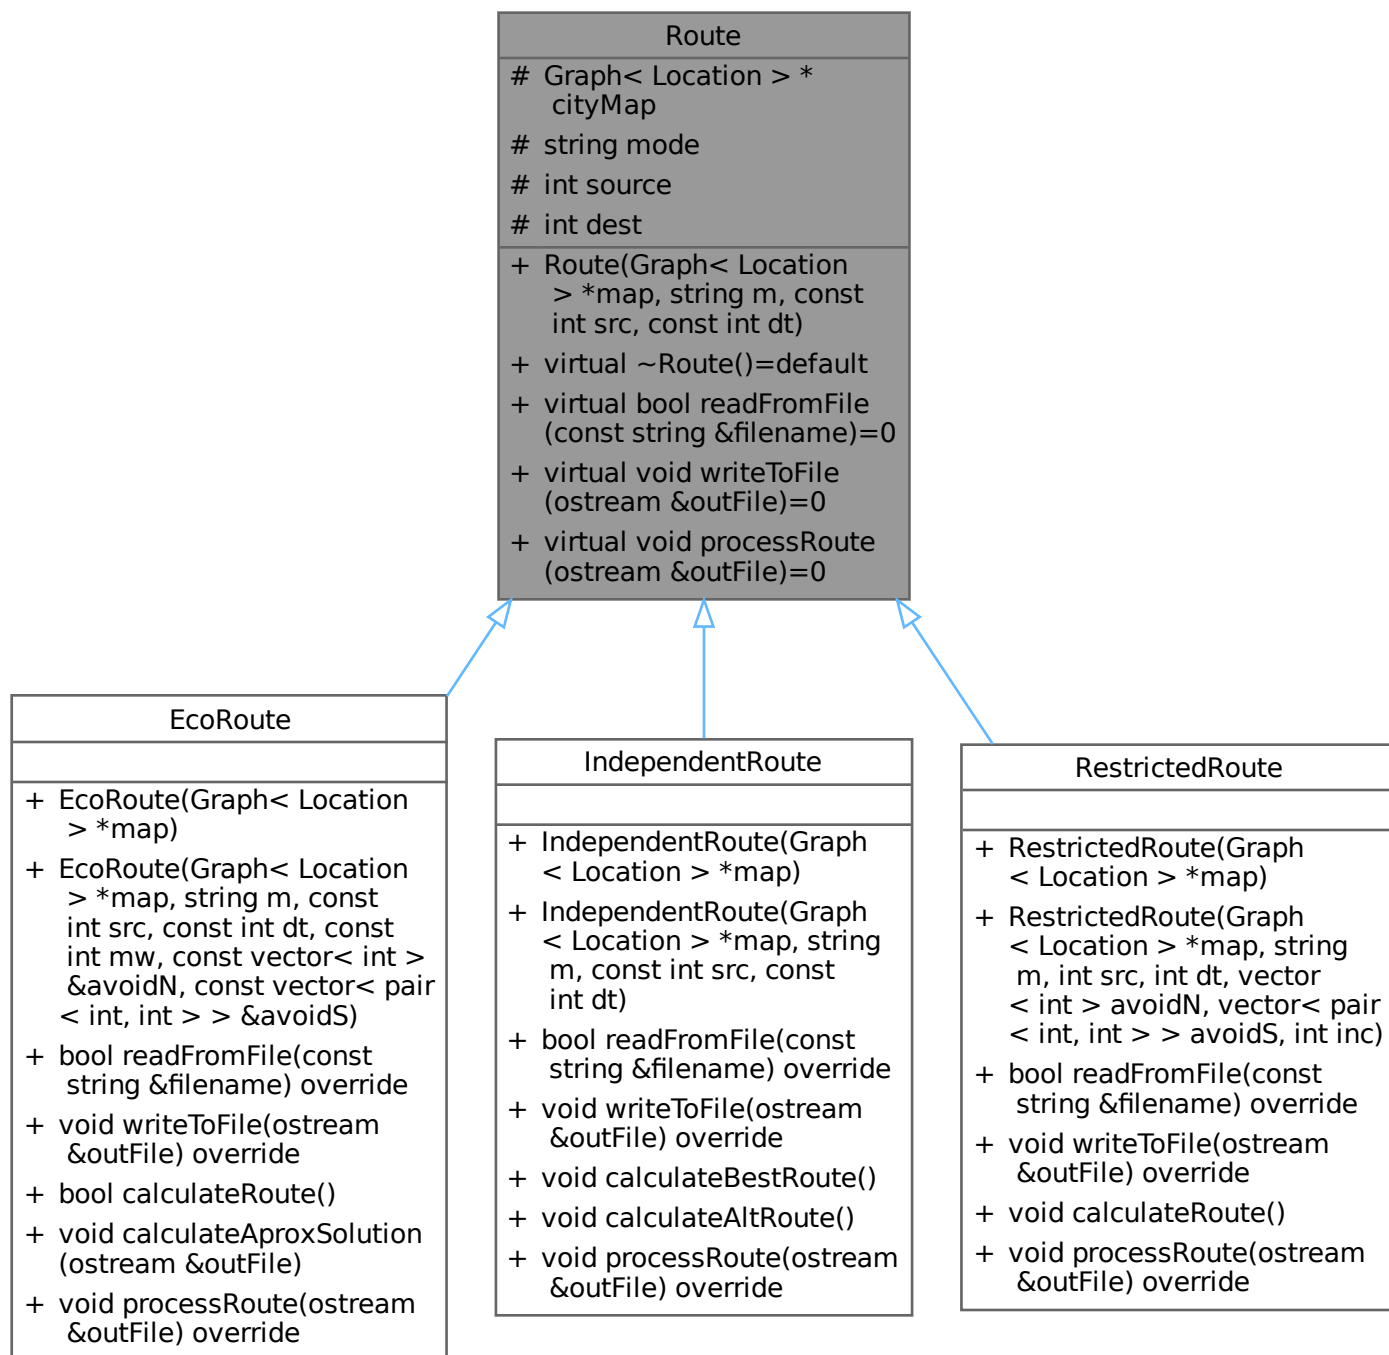 Route
# Graph< Location > *
cityMap
# string mode
# int source
# int dest
+ Route(Graph< Location
> *map, string m, const
int src, const int dt)
+ virtual ~Route()=default
+ virtual bool readFromFile
(const string &filename)=0
+ virtual void writeToFile
(ostream &outFile)=0
+ virtual void processRoute
(ostream &outFile)=0
EcoRoute
+ EcoRoute(Graph< Location
> *map)
+ EcoRoute(Graph< Location
> *map, string m, const
int src, const int dt, const
int mw, const vector< int >
&avoidN, const vector< pair
< int, int > > &avoidS)
+ bool readFromFile(const
string &filename) override
+ void writeToFile(ostream
&outFile) override
+ bool calculateRoute()
+ void calculateAproxSolution
(ostream &outFile)
+ void processRoute(ostream
&outFile) override
IndependentRoute
+ IndependentRoute(Graph
< Location > *map)
+ IndependentRoute(Graph
< Location > *map, string
m, const int src, const
int dt)
+ bool readFromFile(const
string &filename) override
+ void writeToFile(ostream
&outFile) override
+ void calculateBestRoute()
+ void calculateAltRoute()
+ void processRoute(ostream
&outFile) override
RestrictedRoute
+ RestrictedRoute(Graph
< Location > *map)
+ RestrictedRoute(Graph
< Location > *map, string
m, int src, int dt, vector
< int > avoidN, vector< pair
< int, int > > avoidS, int inc)
+ bool readFromFile(const
string &filename) override
+ void writeToFile(ostream
&outFile) override
+ void calculateRoute()
+ void processRoute(ostream
&outFile) override